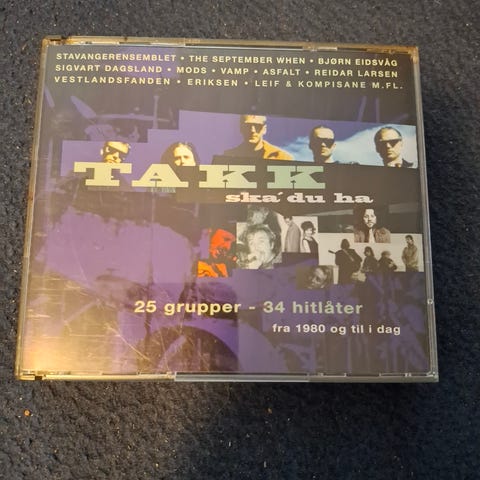 STAVANGERENSEMBLET • THE SEPTEMBER WHEN • BJØRN EIDSVÅG
SIGVART DAGSLAND • MODS • VAMP • ASFALT • REIDAR LARSEN
VESTLANDSFANDEN • ERIKSEN • LEIF & KOMPISANE M.FL.
TAKK
ska´du ha
25 grupper - 34 hitlåter
fra 1980 og til i dag